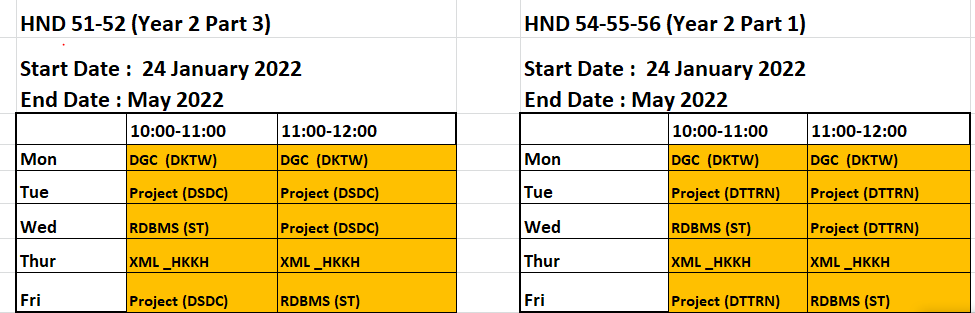 HND 51-52 (Year 2 Part 3)
Start Date :  24 January 2022
End Date : May 2022
10:00-11:00 11:00-12:00
Mon DGC  (DKTW) DGC  (DKTW)
Tue Project (DSDC) Project (DSDC)
Wed RDBMS (ST) Project (DSDC)
Thur XML _HKKH XML _HKKH
Fri Project (DSDC) RDBMS (ST)
HND 54-55-56 (Year 2 Part 1)
Start Date :  24 January 2022
End Date : May 2022
10:00-11:00 11:00-12:00
Mon DGC  (DKTW) DGC  (DKTW)
Tue Project (DTTRN) Project (DTTRN)
Wed RDBMS (ST) Project (DTTRN)
Thur XML _HKKH XML _HKKH
Fri Project (DTTRN) RDBMS (ST)